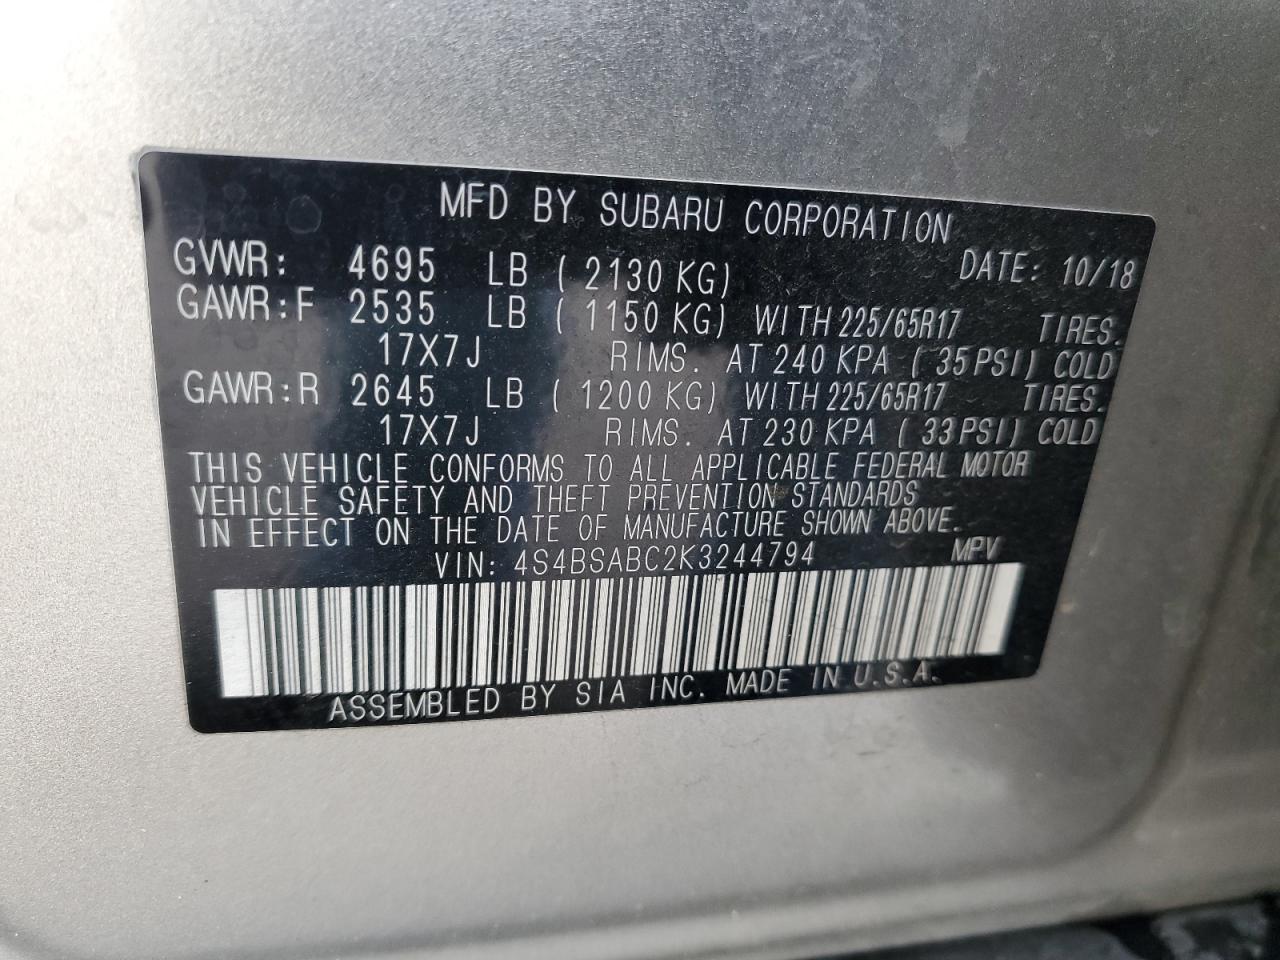 MFD BY SUBARU CORPORATION
GVWR: 4695 LB ( 2130 KG) DATE: 10/18
GAWR:F 2535 LB ( 1150 KG) WITH 225/65R17 TIRES.
17X7J RIMS. AT 240 KPA ( 35 PSI) COLD
GAWR:R 2645 LB ( 1200 KG) WITH 225/65R17 TIRES.
17X7J RIMS. AT 230 KPA ( 33 PSI) COLD
THIS VEHICLE CONFORMS TO ALL APPLICABLE FEDERAL MOTOR
VEHICLE SAFETY AND THEFT PREVENTION STANDARDS
IN EFFECT ON THE DATE OF MANUFACTURE SHOWN ABOVE.
VIN: 4S4BSABC2K3244794 MPV
ASSEMBLED BY SIA INC. MADE IN U.S.A.